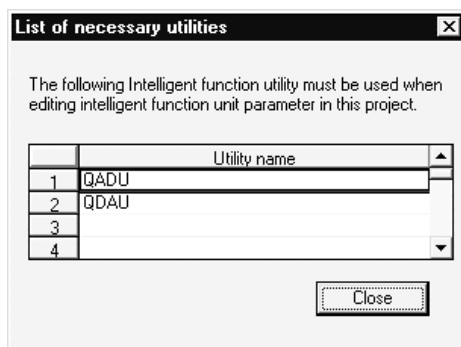 List of necessary utilities
The following Intelligent function utility must be used when
editing intelligent function unit parameter in this project.
Utility name
1 QADU
2 QDAU
3
4
Close